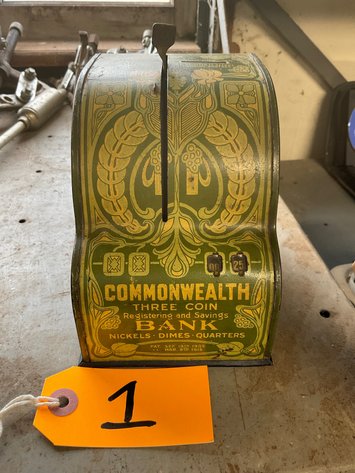 COMMONWEALTH
THREE COIN
Registering and Savings
BANK
NICKELS · DIMES · QUARTERS
1